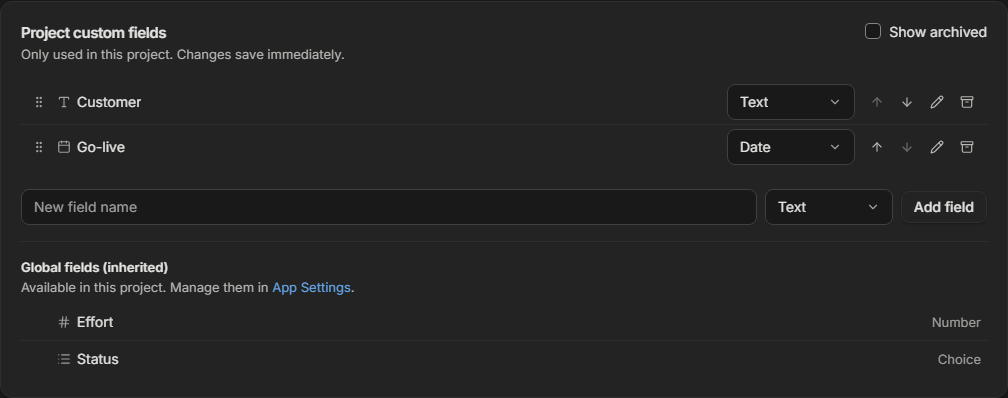 Project custom fields
Show archived
Only used in this project. Changes save immediately.
Customer Text
Go-live Date
New field name Text Add field
Global fields (inherited)
Available in this project. Manage them in App Settings.
Effort Number
Status Choice